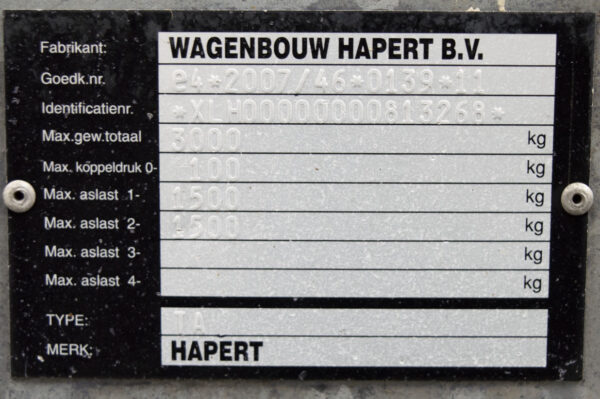 Fabrikant: WAGENBOUW HAPERT B.V.
Goedk.nr. e4*2007/46*0139*11
Identificatienr. *XLH00000000813268*
Max.gew.totaal 3000 kg
Max. koppeldruk 0- 100 kg
Max. aslast 1- 1500 kg
Max. aslast 2- 1500 kg
Max. aslast 3- kg
Max. aslast 4- kg
TYPE: TA
MERK: HAPERT